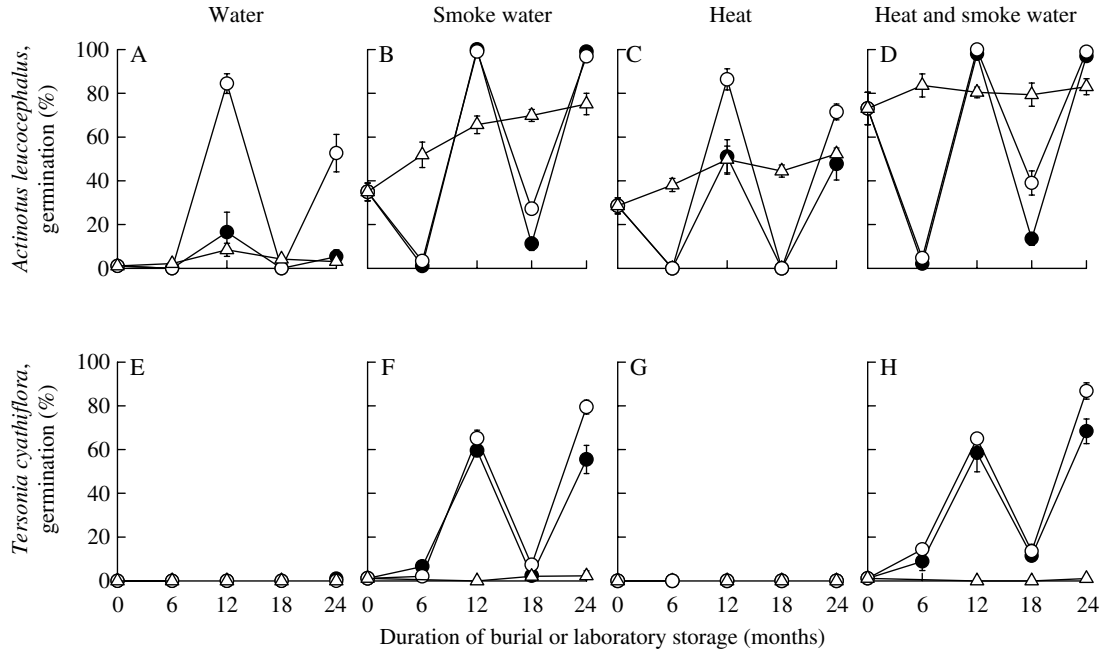 Water Smoke water Heat Heat and smoke water
Actinotus leucocephalus,
germination (%)
A B C D
100
80
60
40
20
0
Tersonia cyathiflora,
germination (%)
E F G H
100
80
60
40
20
0
0 6 12 18 24 0 6 12 18 24 0 6 12 18 24 0 6 12 18 24
Duration of burial or laboratory storage (months)